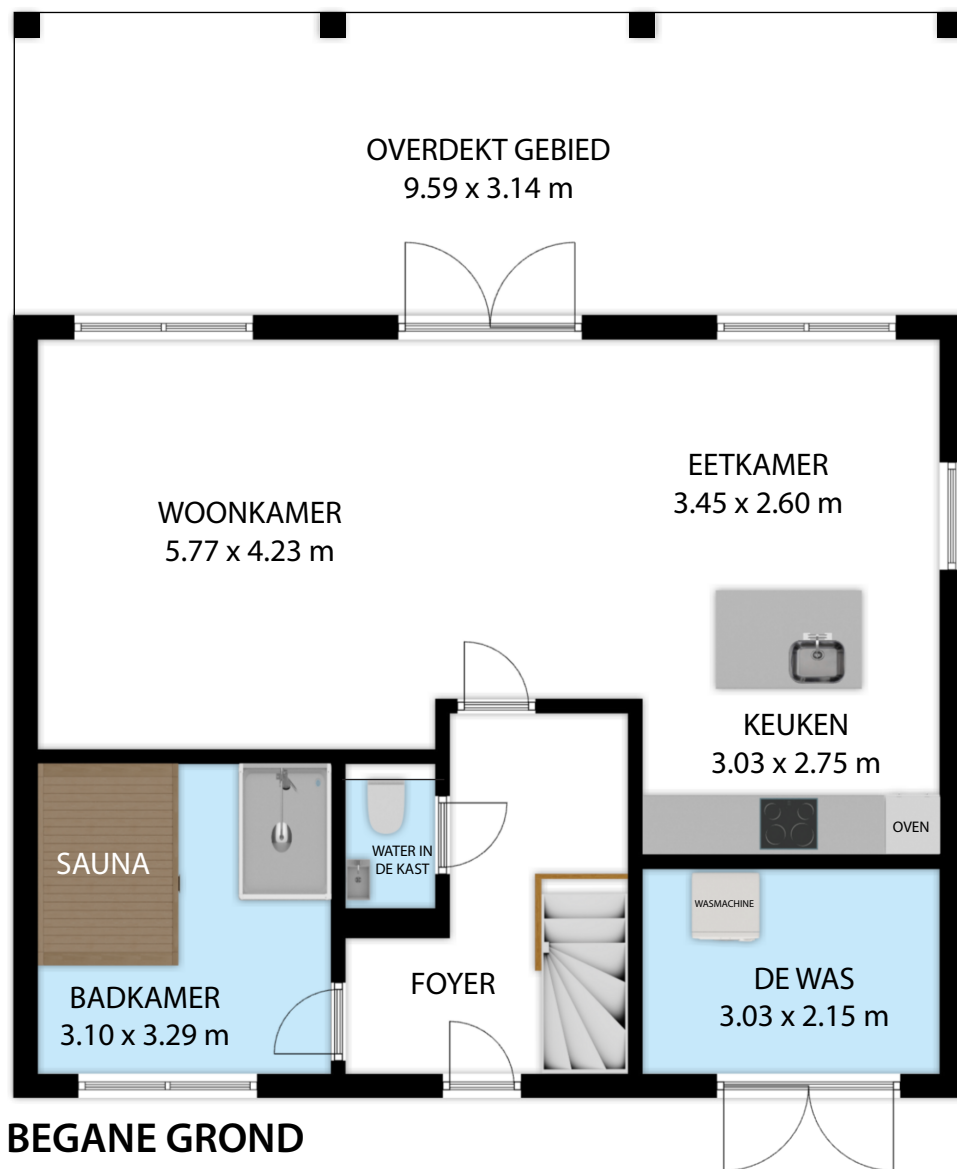 OVERDEKT GEBIED
9.59 x 3.14 m
EETKAMER
3.45 x 2.60 m
WOONKAMER
5.77 x 4.23 m
KEUKEN
3.03 x 2.75 m
OVEN
WATER IN
DE KAST
SAUNA
WASMACHINE
FOYER
DE WAS
3.03 x 2.15 m
BADKAMER
3.10 x 3.29 m
BEGANE GROND